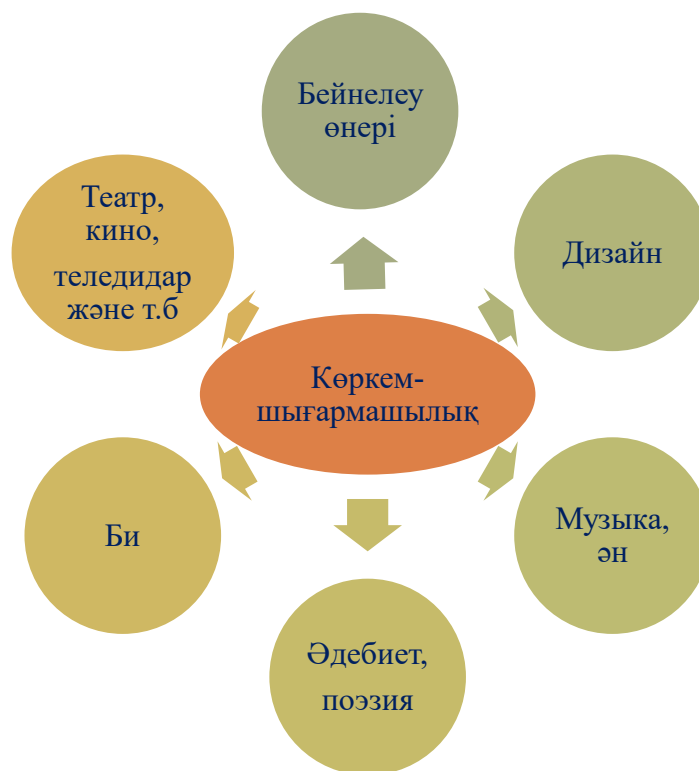 Бейнелеу
өнері
Театр,
кино,
теледидар
және т.б
Дизайн
Көркем-
шығармашылық
Би
Музыка,
ән
Әдебиет,
поэзия